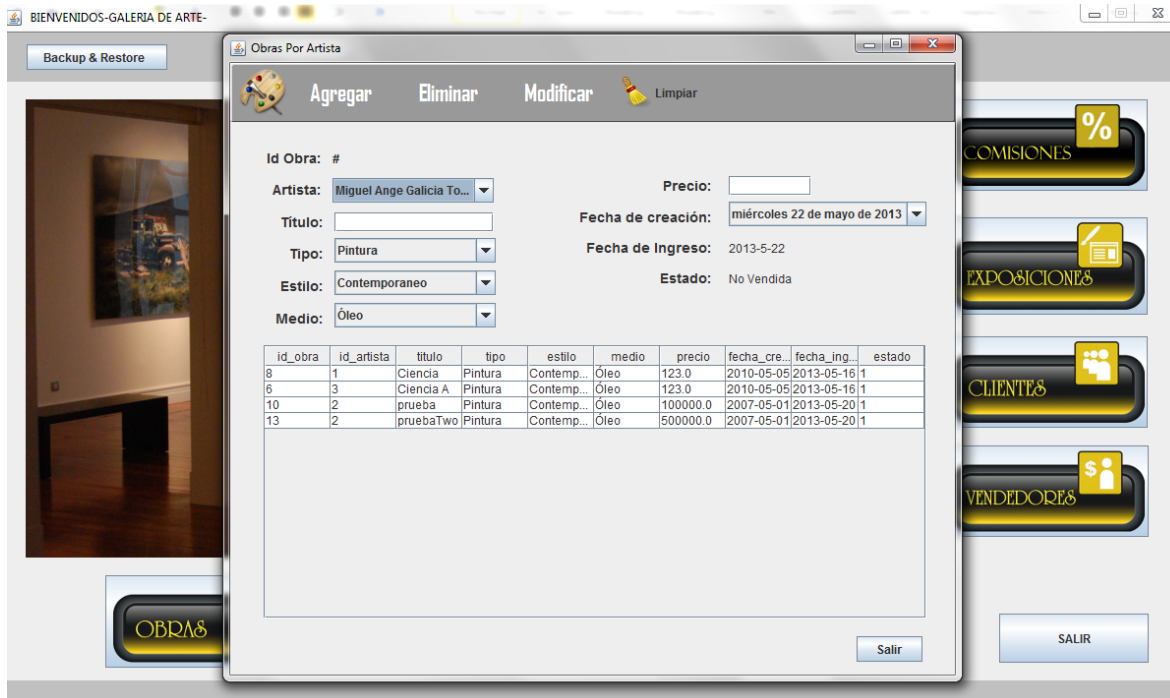 BIENVENIDOS-GALERIA DE ARTE-
Backup & Restore
Obras Por Artista
Agregar Eliminar Modificar Limpiar
Id Obra: #
Artista: Miguel Ange Galicia To...
Título:
Tipo: Pintura
Estilo: Contemporaneo
Medio: Óleo
Precio:
Fecha de creación: miércoles 22 de mayo de 2013
Fecha de Ingreso: 2013-5-22
Estado: No Vendida
id_obra id_artista titulo tipo estilo medio precio fecha_cre... fecha_ing... estado
8 1 Ciencia Pintura Contemp... Óleo 123.0 2010-05-05 2013-05-16 1
6 3 Ciencia A Pintura Contemp... Óleo 123.0 2010-05-05 2013-05-16 1
10 2 prueba Pintura Contemp... Óleo 100000.0 2007-05-01 2013-05-20 1
13 2 pruebaTwo Pintura Contemp... Óleo 500000.0 2007-05-01 2013-05-20 1
Salir
%
COMISIONES
EXPOSICIONES
CLIENTES
$
VENDEDORES
OBRAS
SALIR